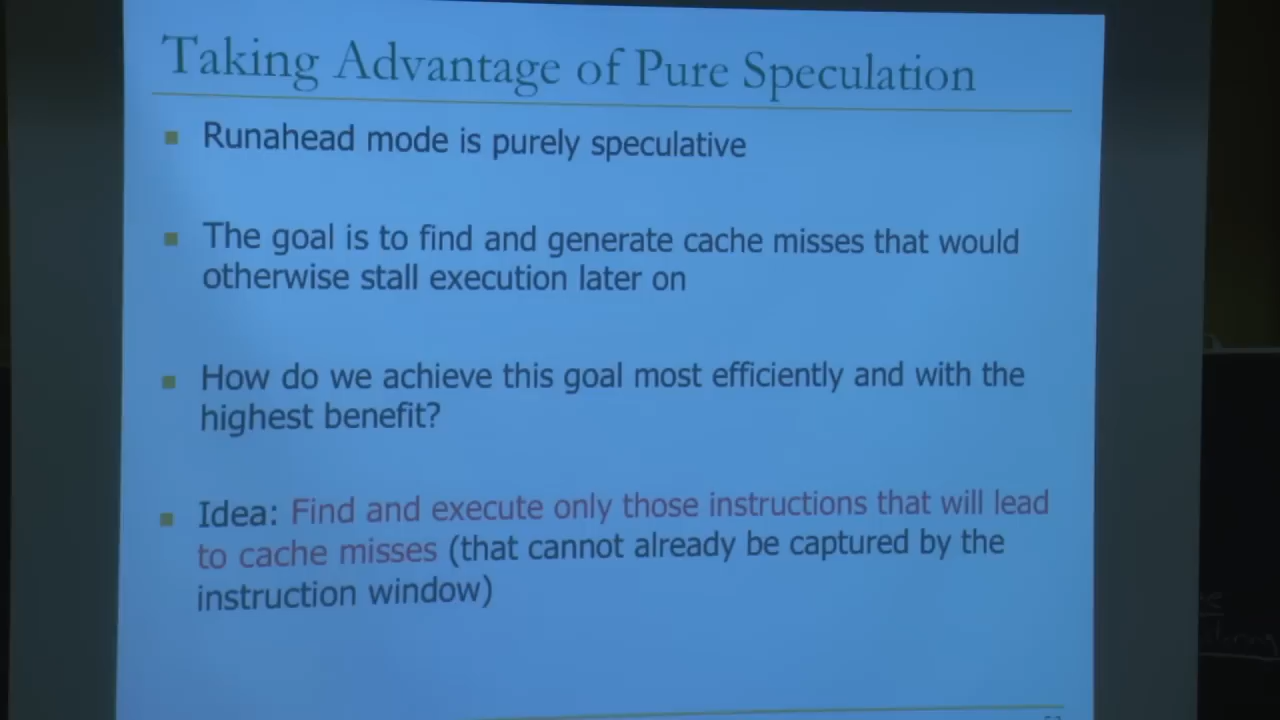 Taking Advantage of Pure Speculation
Runahead mode is purely speculative
The goal is to find and generate cache misses that would
otherwise stall execution later on
How do we achieve this goal most efficiently and with the
highest benefit?
Idea: Find and execute only those instructions that will lead
to cache misses (that cannot already be captured by the
instruction window)